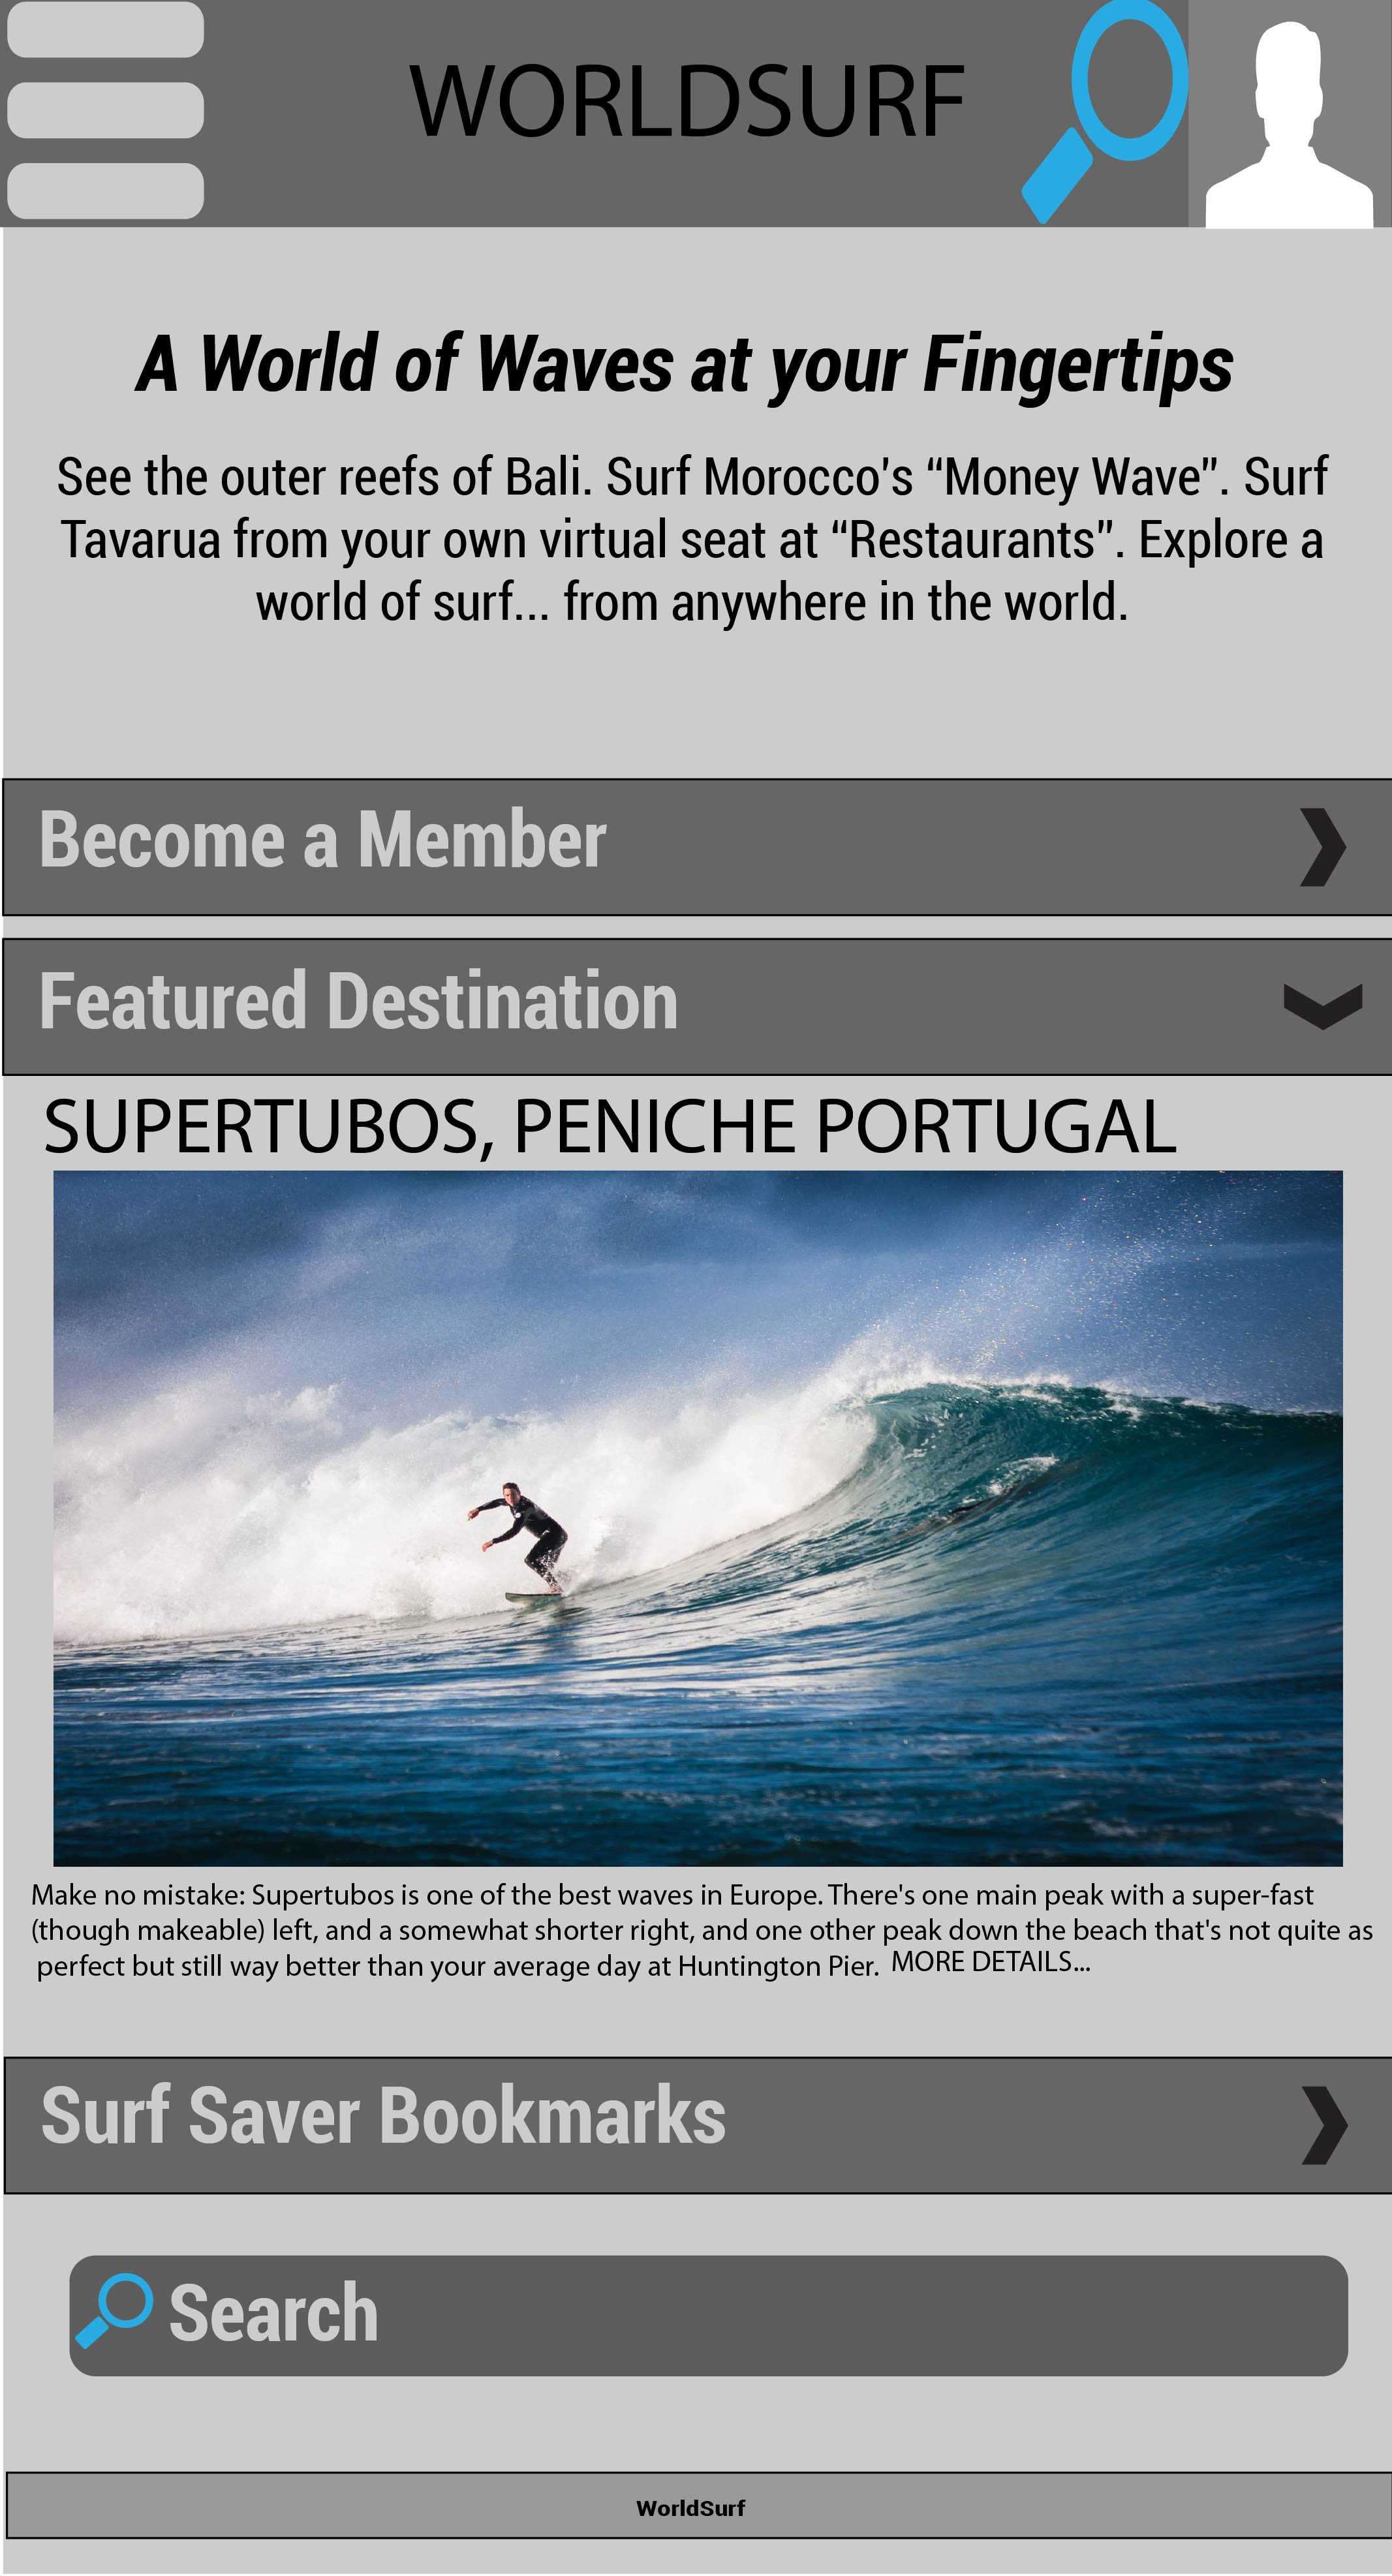 WORLDSURF
A World of Waves at your Fingertips
See the outer reefs of Bali. Surf Morocco's “Money Wave”. Surf
Tavarua from your own virtual seat at “Restaurants”. Explore a
world of surf... from anywhere in the world.
Become a Member
Featured Destination
SUPERTUBOS, PENICHE PORTUGAL
Make no mistake: Supertubos is one of the best waves in Europe. There's one main peak with a super-fast
(though makeable) left, and a somewhat shorter right, and one other peak down the beach that's not quite as
perfect but still way better than your average day at Huntington Pier. MORE DETAILS...
Surf Saver Bookmarks
Search
WorldSurf